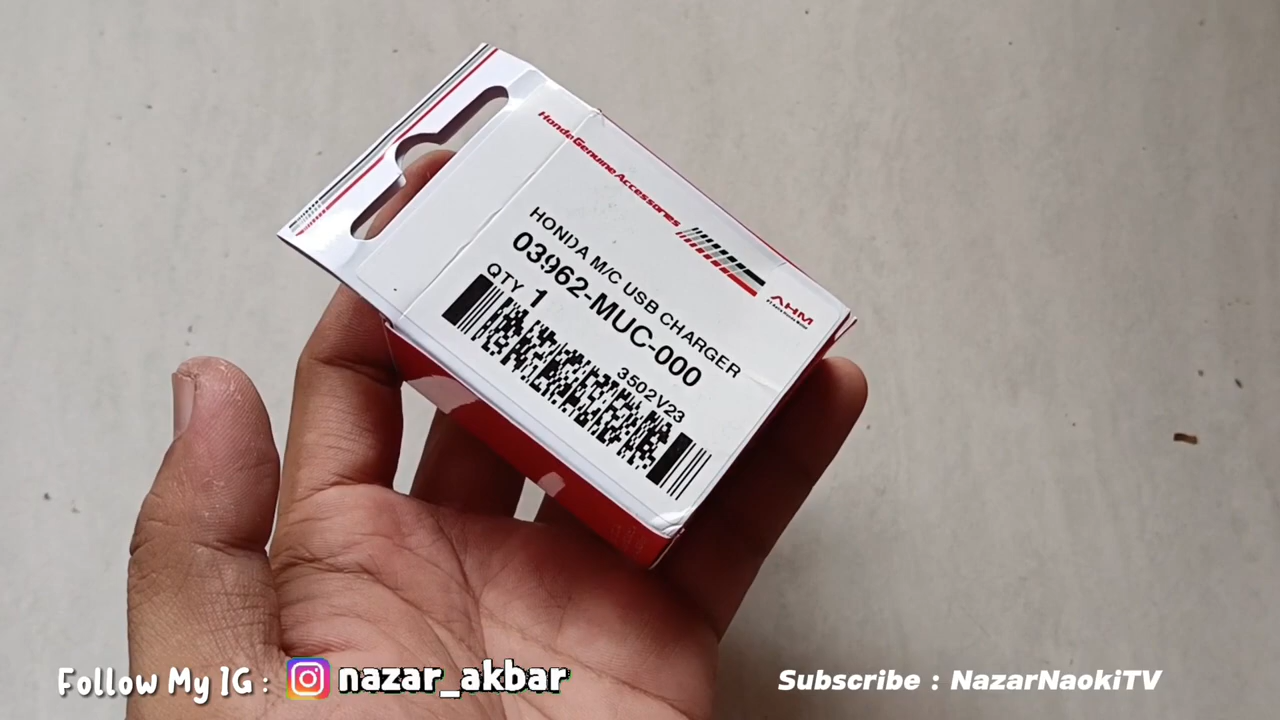 Honda Genuine Accessories
AHM
HONDA M/C USB CHARGER
03962-MUC-000
QTY 1
3502V23
Follow My IG : nazar_akbar
Subscribe : NazarNaokiTV